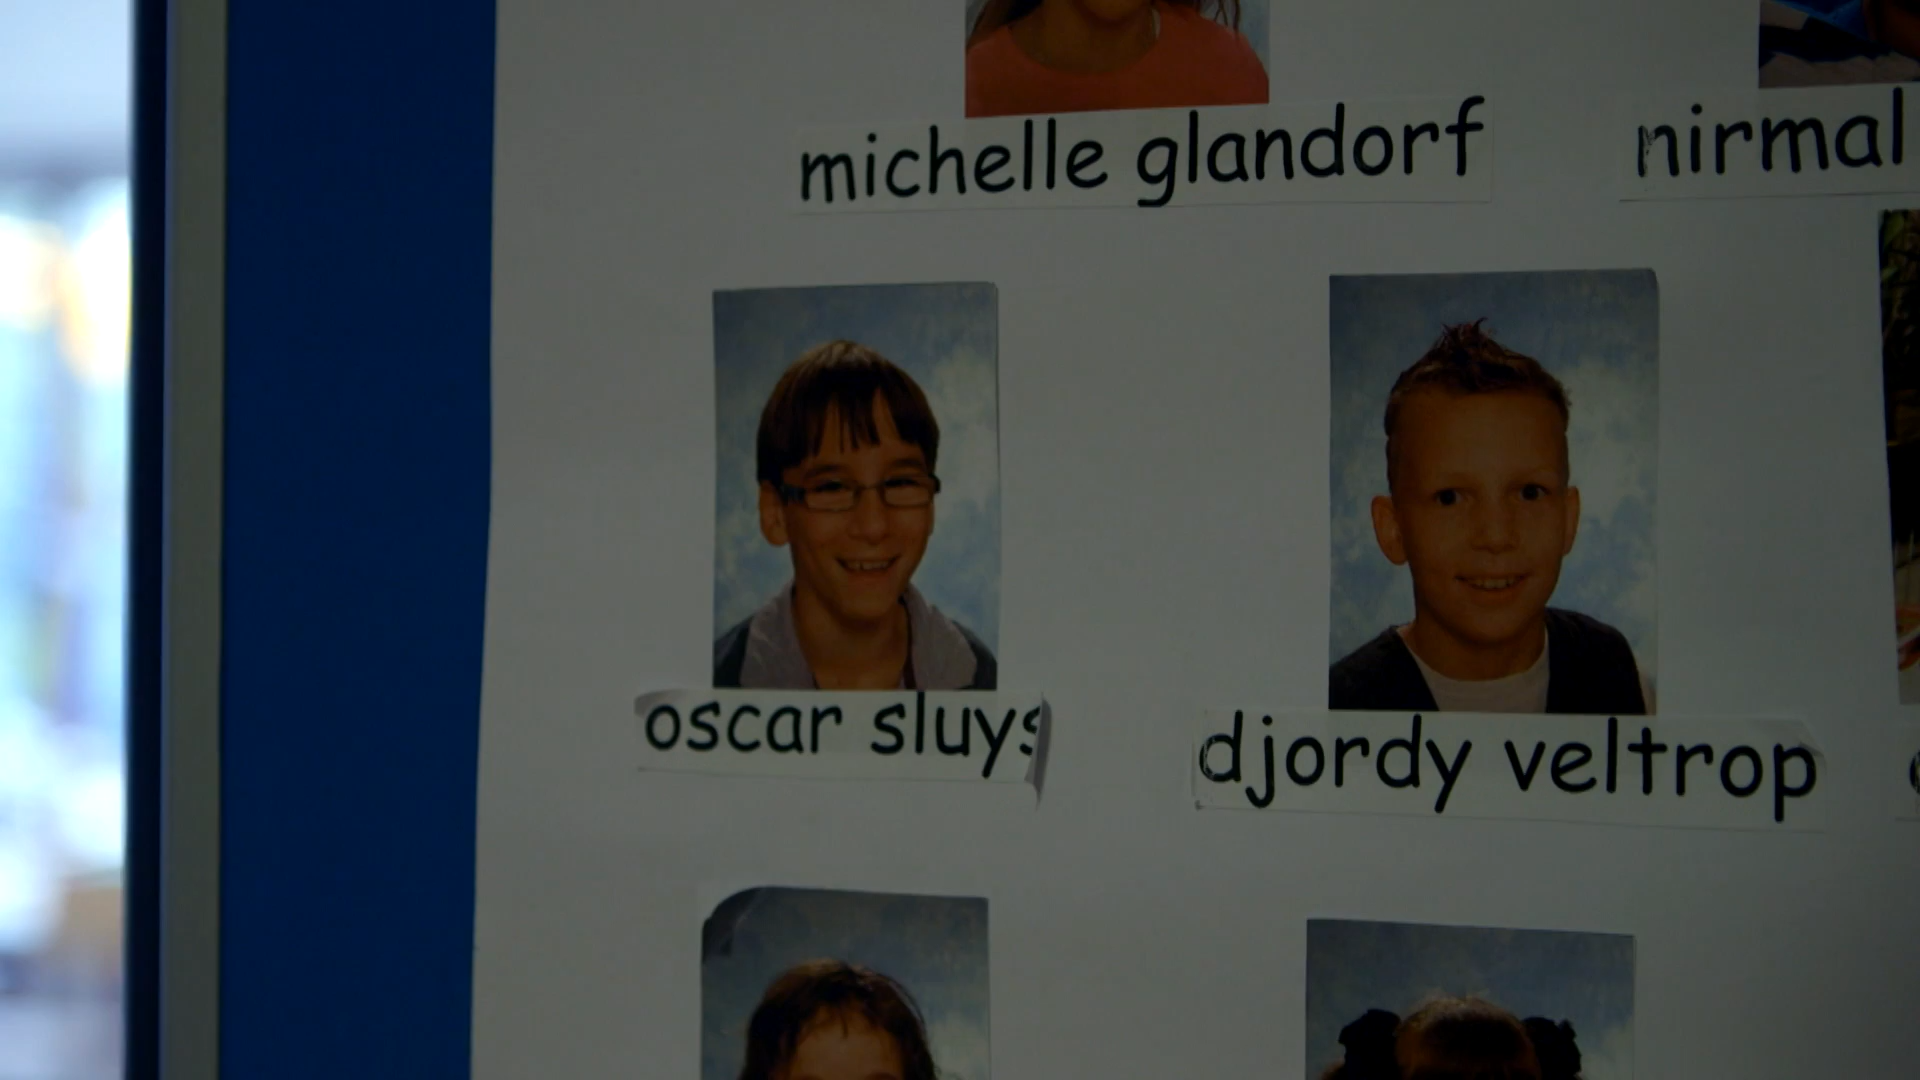 michelle glandorf
nirmal
oscar sluys
djordy veltrop